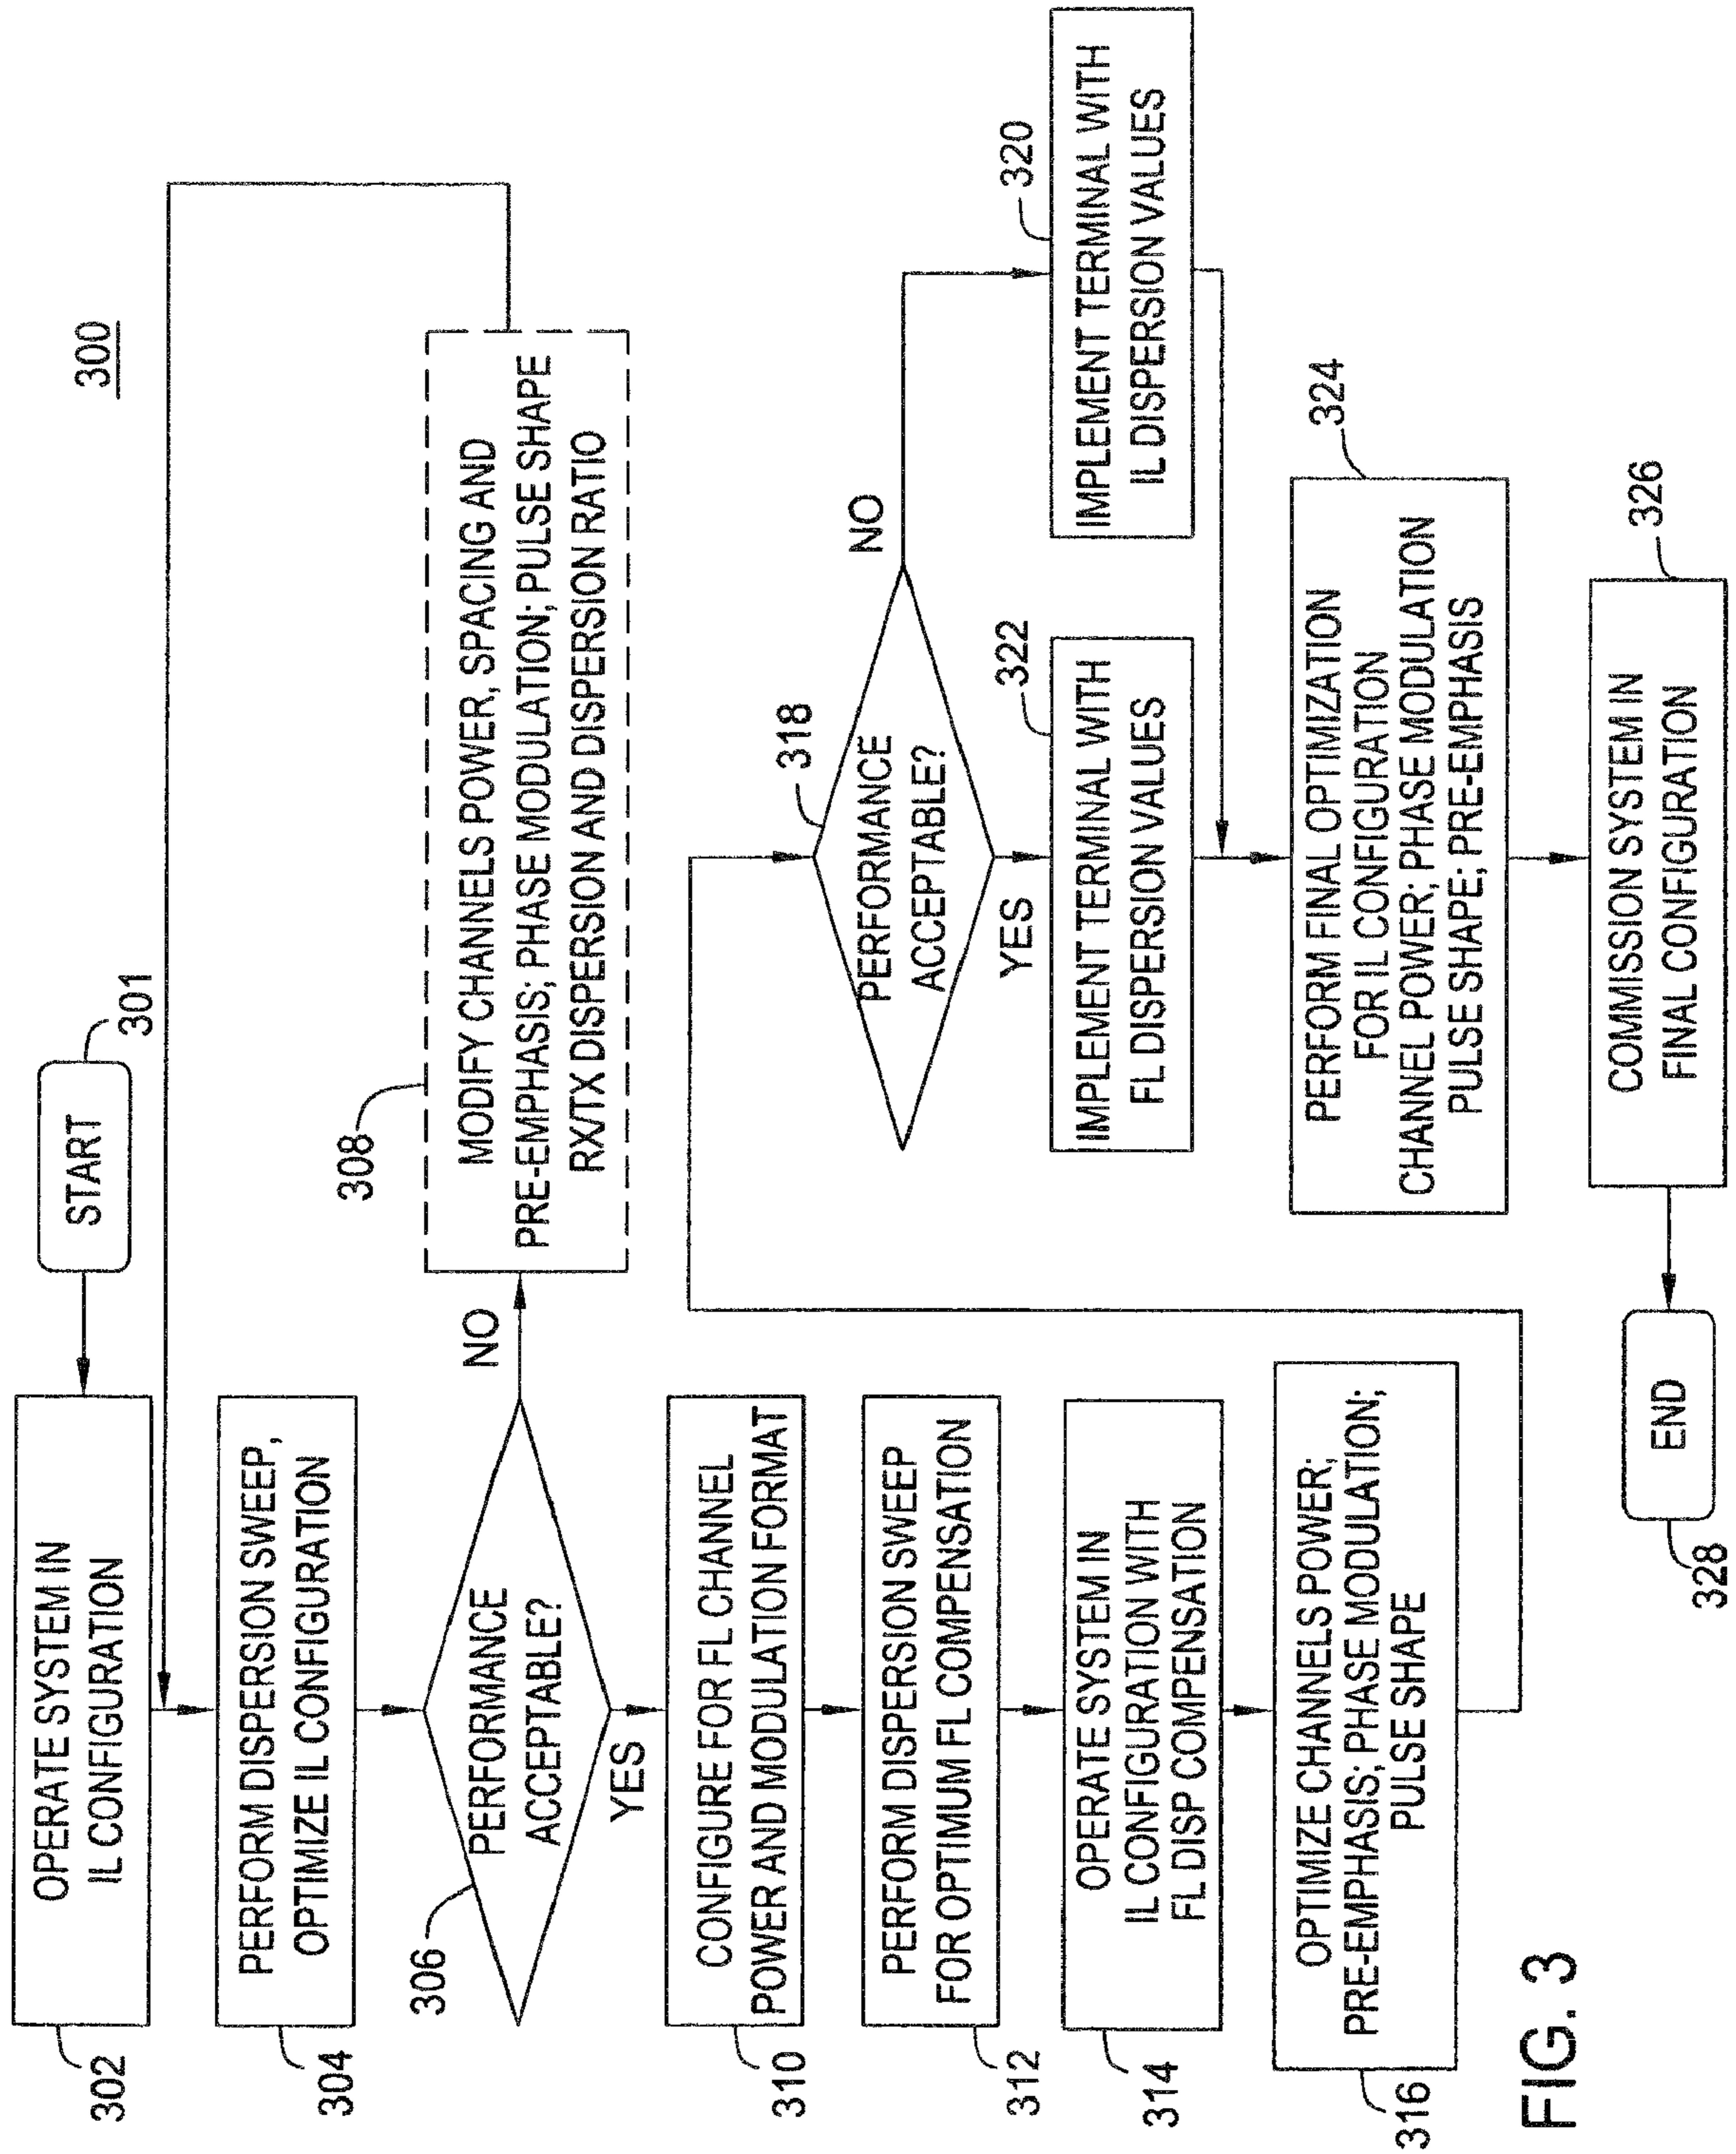 300
START
301
OPERATE SYSTEM IN
IL CONFIGURATION
302
PERFORM DISPERSION SWEEP,
OPTIMIZE IL CONFIGURATION
304
PERFORMANCE
ACCEPTABLE?
306
NO
YES
MODIFY CHANNELS POWER, SPACING AND
PRE-EMPHASIS; PHASE MODULATION; PULSE SHAPE
RX/TX DISPERSION AND DISPERSION RATIO
308
CONFIGURE FOR FL CHANNEL
POWER AND MODULATION FORMAT
310
PERFORM DISPERSION SWEEP
FOR OPTIMUM FL COMPENSATION
312
OPERATE SYSTEM IN
IL CONFIGURATION WITH
FL DISP COMPENSATION
314
OPTIMIZE CHANNELS POWER;
PRE-EMPHASIS; PHASE MODULATION;
PULSE SHAPE
316
PERFORMANCE
ACCEPTABLE?
318
NO
YES
IMPLEMENT TERMINAL WITH
IL DISPERSION VALUES
320
IMPLEMENT TERMINAL WITH
FL DISPERSION VALUES
322
PERFORM FINAL OPTIMIZATION
FOR IL CONFIGURATION
CHANNEL POWER; PHASE MODULATION
PULSE SHAPE; PRE-EMPHASIS
324
COMMISSION SYSTEM IN
FINAL CONFIGURATION
326
END
328
FIG. 3